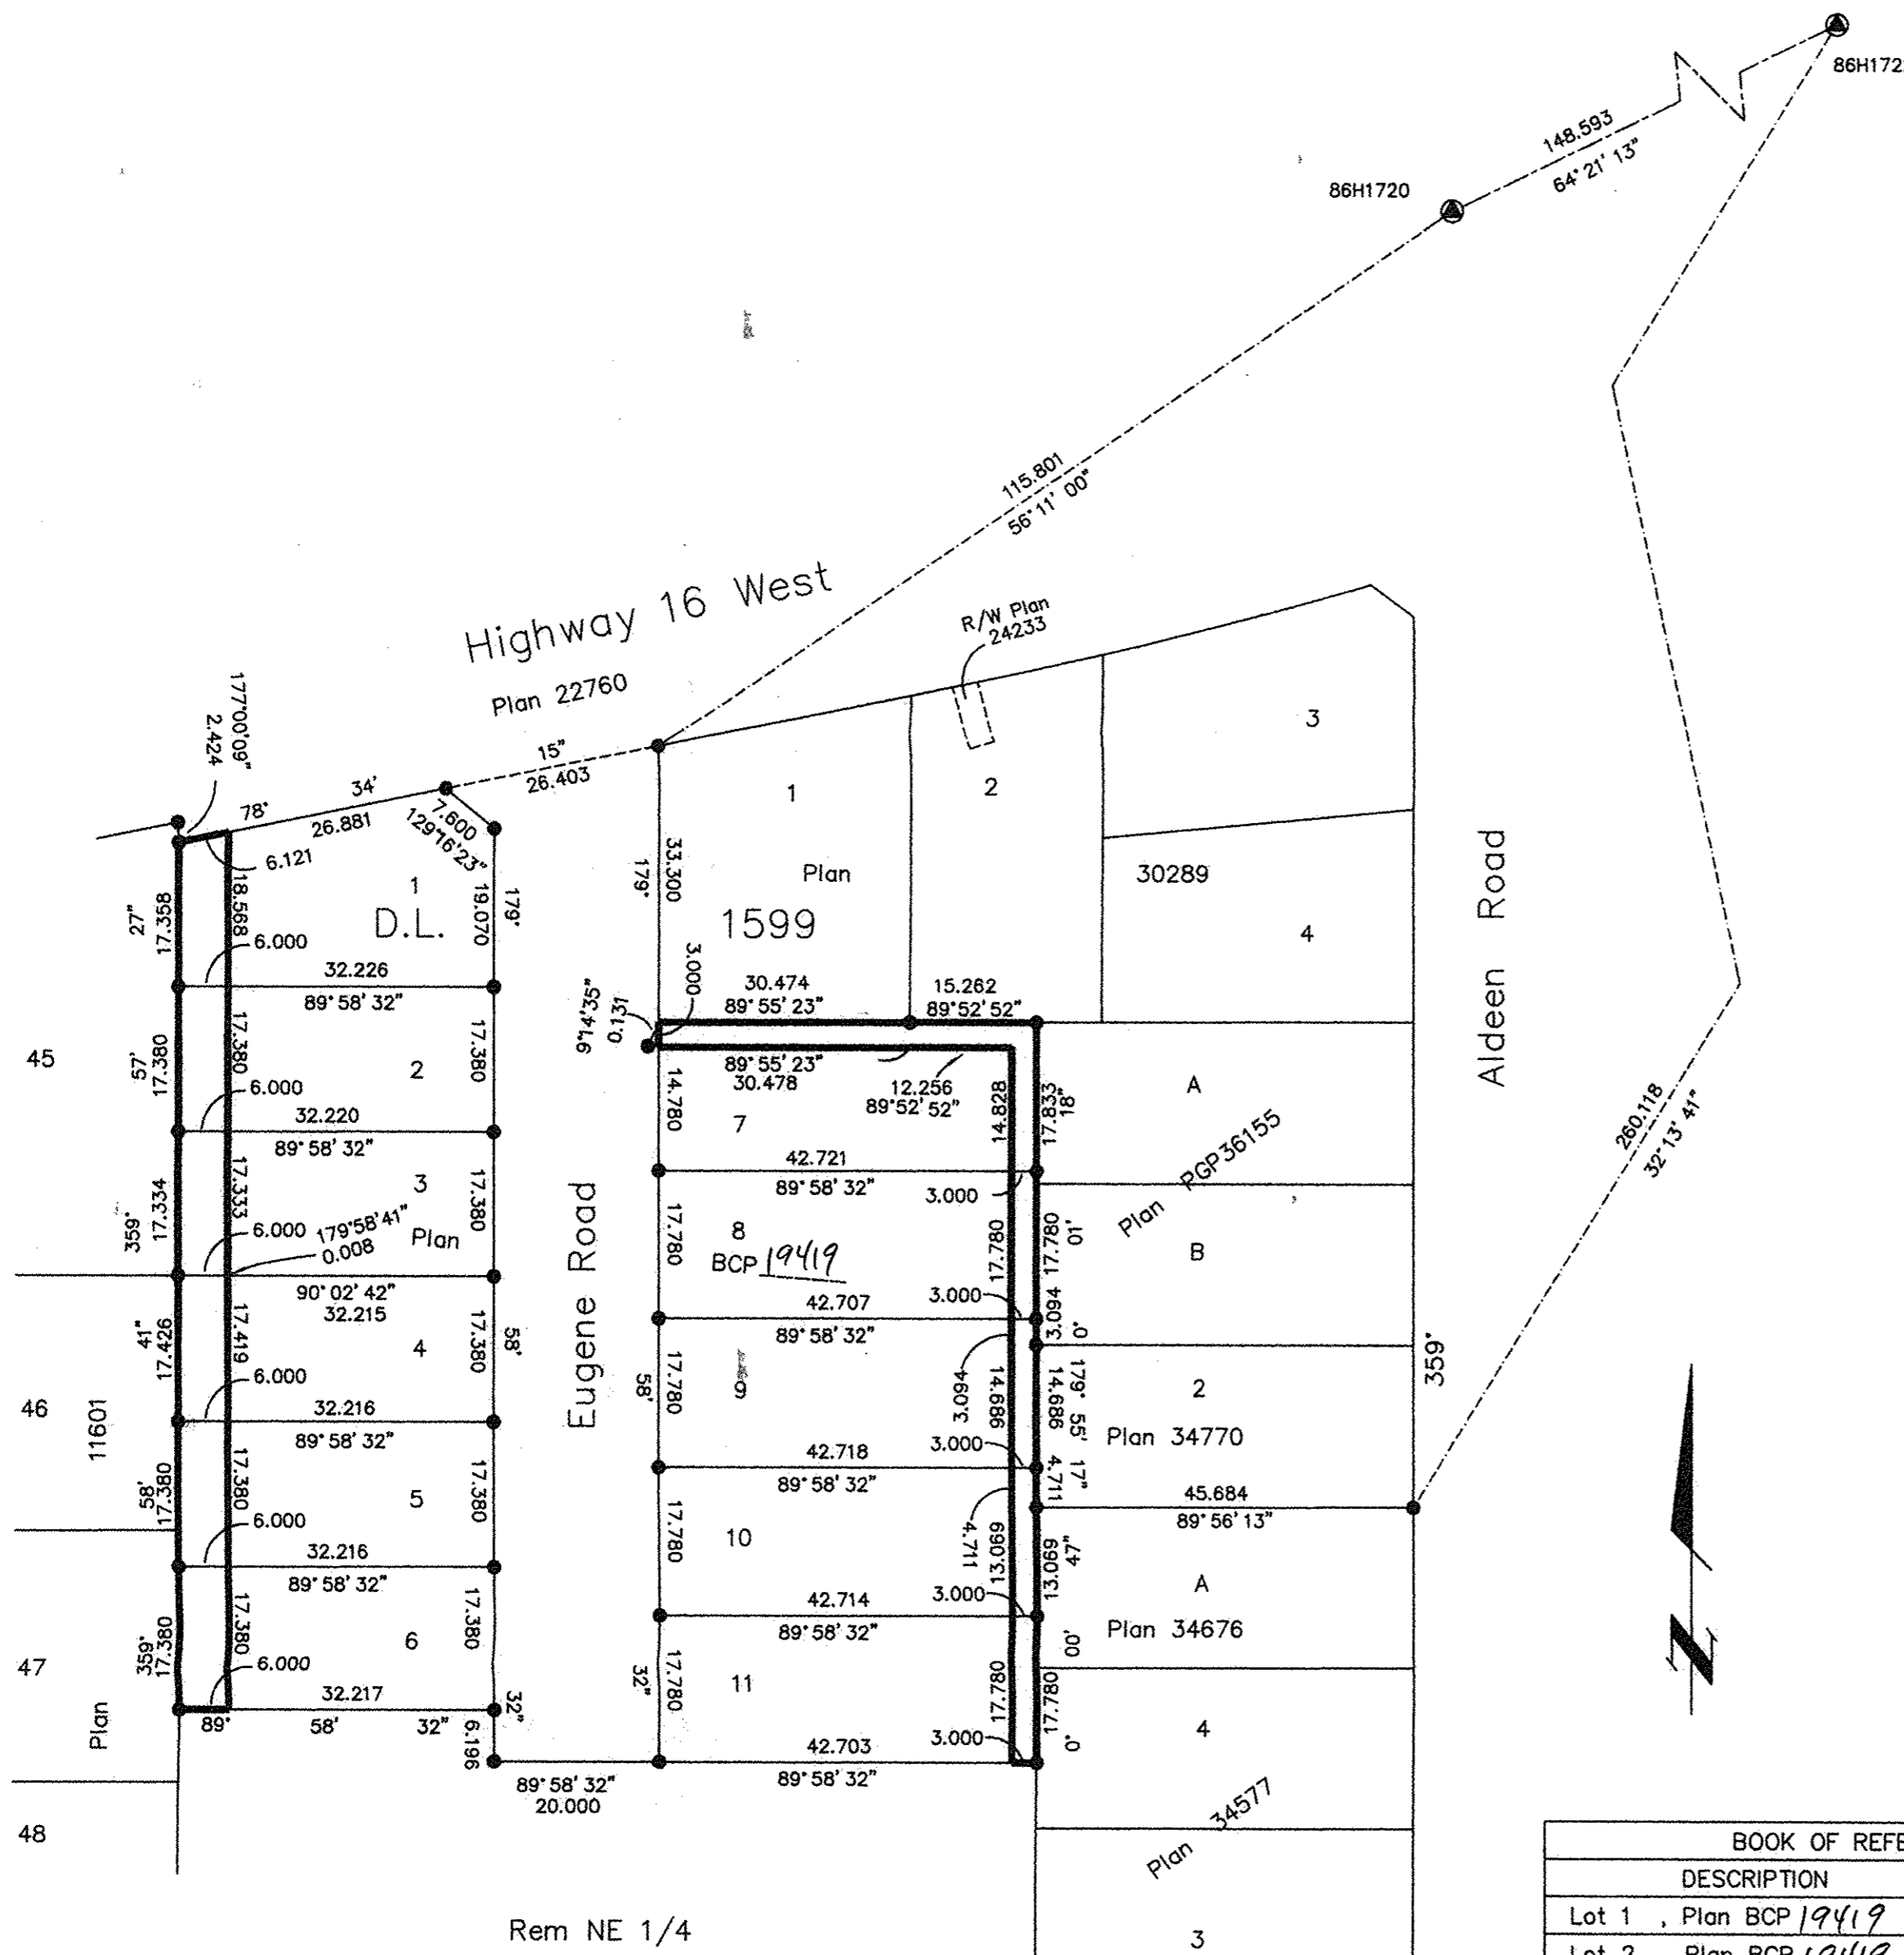 86H172
148.593
64° 21' 13"
86H1720
115.801
56° 11' 00"
Highway 16 West
Plan 22760
R/W Plan
24233
177°00'09"
2.424
78° 34' 15"
26.881
26.403
7.600
129°16'23"
6.121
3
1
2
33.300
179°
Plan
30289
Alden Road
1
D.L.
1599
4
27"
17.358
18.568
6.000
19.070
179°
32.226
89° 58' 32"
3.000
9°14'35"
0.131
30.474
89° 55' 23"
15.262
89° 52' 52"
45
57'
17.380
17.380
2
17.380
6.000
32.220
89° 58' 32"
89° 55' 23"
30.478
12.256
89° 52' 52"
14.780
7
14.828
17.833
18"
A
Plan PGP36155
260.118
32° 13' 41"
42.721
89° 58' 32"
3.000
359°
17.334
17.333
3
Plan
17.380
6.000
179°58'41"
0.008
90° 02' 42"
32.215
Eugene Road
17.780
8
BCP 19419
17.780
17.780
01'
B
42.707
89° 58' 32"
3.000
3.094
0°
41"
17.426
17.419
4
17.380
58'
6.000
32.216
89° 58' 32"
46
11601
58'
17.780
9
3.094
14.686
14.686
179° 55' 17"
2
Plan 34770
359°
42.718
89° 58' 32"
3.000
4.711
45.684
89° 56' 13"
58'
17.380
17.380
5
17.380
6.000
32.216
89° 58' 32"
17.780
10
4.711
13.069
13.069
47"
A
Plan 34676
42.714
89° 58' 32"
3.000
00'
47
Plan
359°
17.380
17.380
6
17.380
6.000
32.217
89° 58' 32"
32"
6.196
32"
17.780
11
17.780
17.780
0°
4
42.703
89° 58' 32"
3.000
89° 58' 32"
20.000
N
48
Plan 34577
3
Rem NE 1/4
BOOK OF REFE
DESCRIPTION
Lot 1 , Plan BCP 19419
Lot 2 , Plan BCP 19419